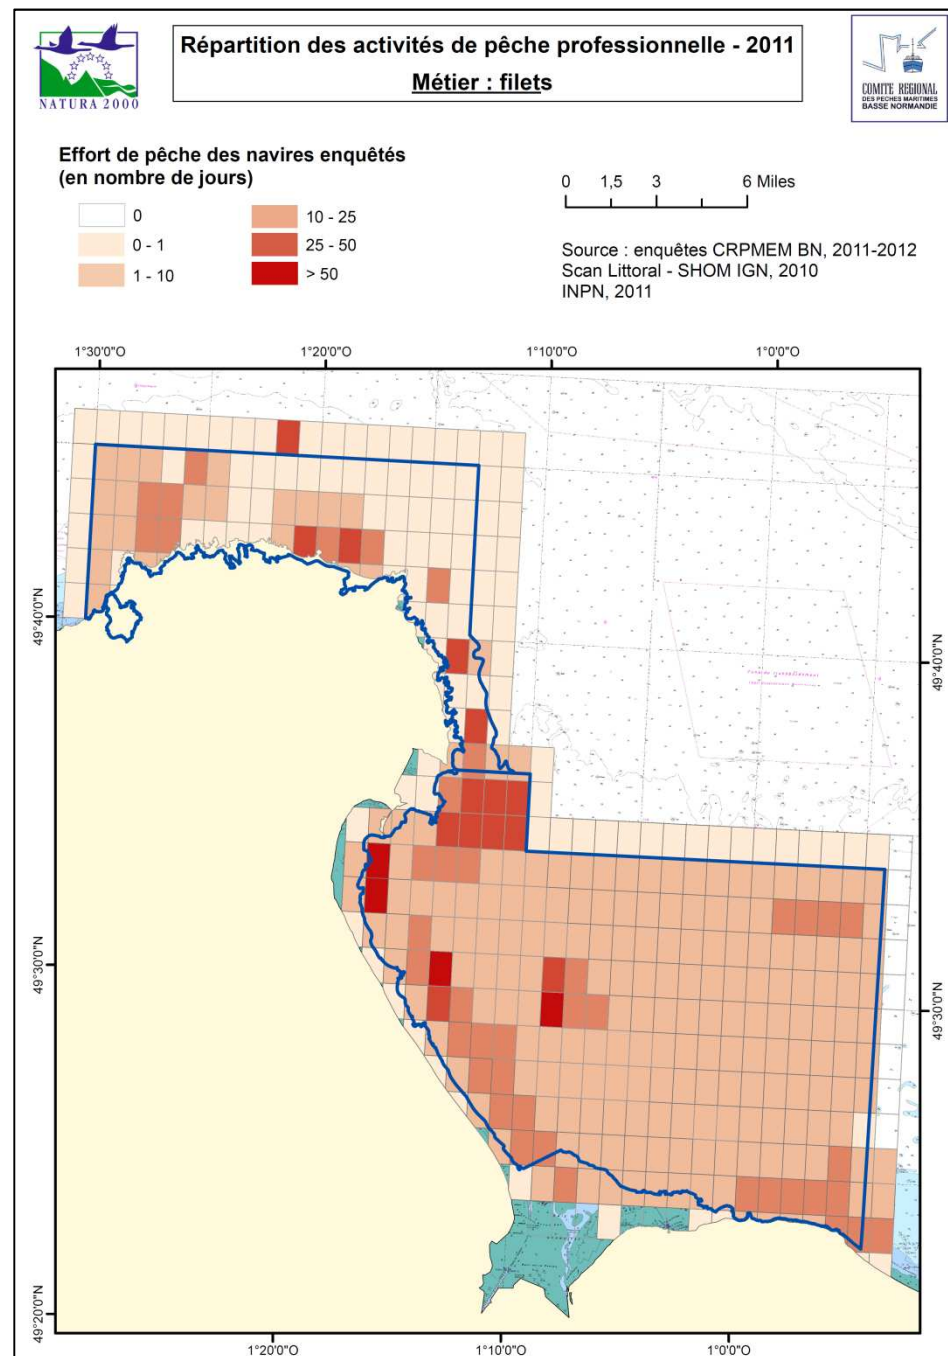 Répartition des activités de pêche professionnelle - 2011
Métier : filets
NATURA 2000
COMITE REGIONAL
DES PECHES MARITIMES
BASSE NORMANDIE
Effort de pêche des navires enquêtés
(en nombre de jours)
0
0 - 1
1 - 10
10 - 25
25 - 50
> 50
0 1,5 3 6 Miles
Source : enquêtes CRPMEM BN, 2011-2012
Scan Littoral - SHOM IGN, 2010
INPN, 2011
1°30'0"O 1°20'0"O 1°10'0"O 1°0'0"O
49°40'0"N
49°40'0"N
49°30'0"N
49°30'0"N
49°20'0"N
1°20'0"O 1°10'0"O 1°0'0"O